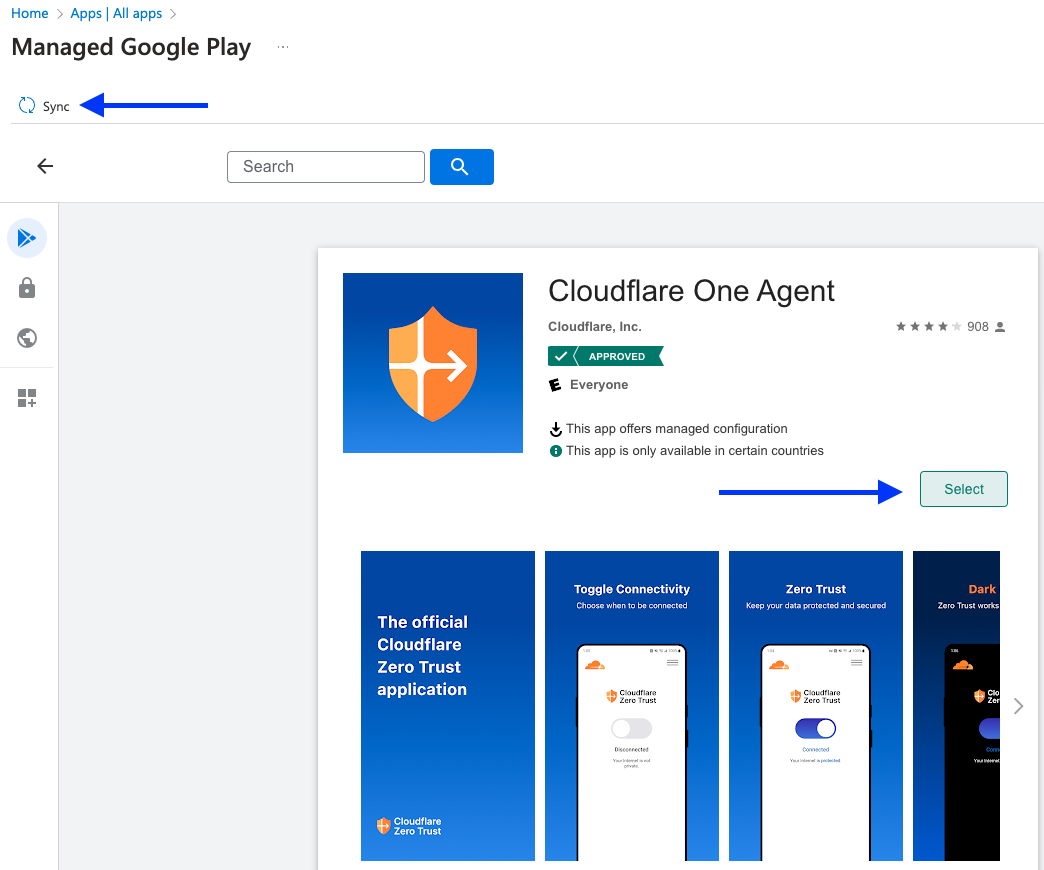 Home > Apps | All apps >
Managed Google Play ...
Sync
Search
Cloudflare One Agent
Cloudflare, Inc.
908
APPROVED
Everyone
This app offers managed configuration
This app is only available in certain countries
Select
The official
Cloudflare
Zero Trust
application
Cloudflare
Zero Trust
Toggle Connectivity
Choose when to be connected
Cloudflare
Zero Trust
Disconnected
Your Internet is not
private.
Zero Trust
Keep your data protected and secured
Cloudflare
Zero Trust
Connected
Your Internet is protected
Dark
Zero Trust works
Clo
Zer
Conn
Your Internet